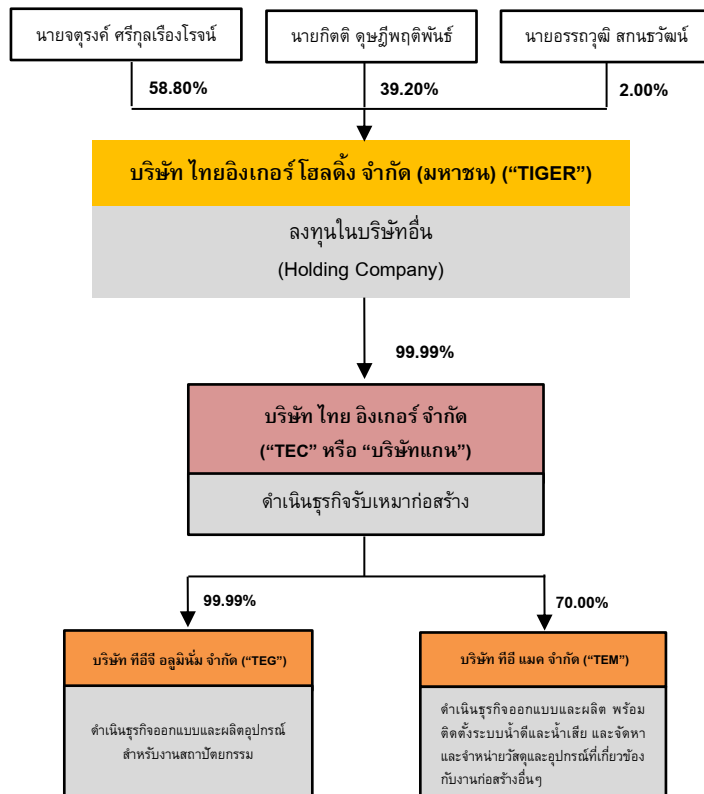 นายจตุรงค์ ศรีกุลเรืองโรจน์
นายกิตติ ดุษฎีพฤฒิพันธ์
นายอรรถวุฒิ สกนธวัฒน์
58.80%
39.20%
2.00%
บริษัท ไทยอิงเกอร์ โฮลดิ้ง จำกัด (มหาชน) (“TIGER”)
ลงทุนในบริษัทอื่น
(Holding Company)
99.99%
บริษัท ไทย อิงเกอร์ จำกัด
(“TEC” หรือ “บริษัทแกน”)
ดำเนินธุรกิจรับเหมาก่อสร้าง
99.99%
70.00%
บริษัท ทีอีจี อลูมินั่ม จำกัด (“TEG”)
ดำเนินธุรกิจออกแบบและผลิตอุปกรณ์
สำหรับงานสถาปัตยกรรม
บริษัท ทีอี แมค จำกัด (“TEM”)
ดำเนินธุรกิจออกแบบและผลิต พร้อม
ติดตั้งระบบน้ำดีและน้ำเสีย และจัดหา
และจำหน่ายวัสดุและอุปกรณ์ที่เกี่ยวข้อง
กับงานก่อสร้างอื่นๆ